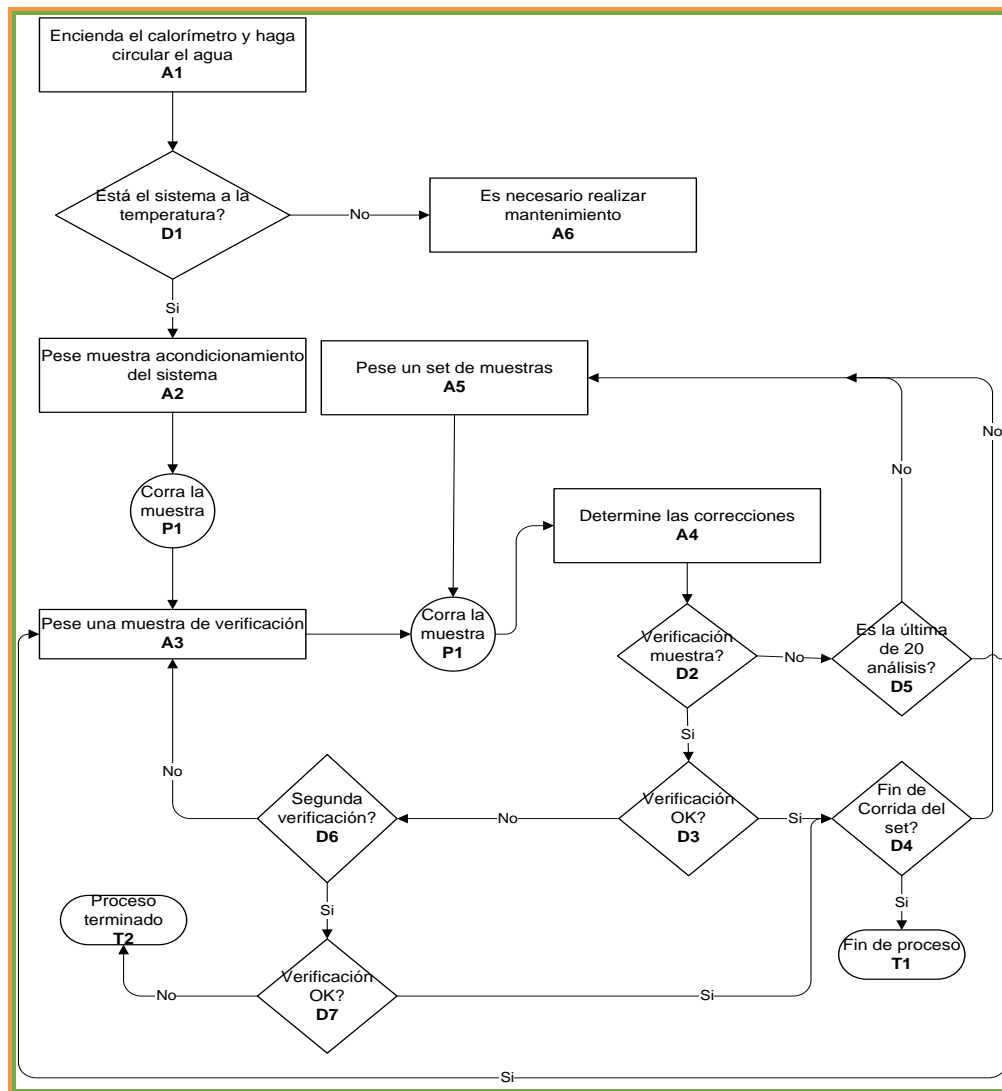 Encienda el calorímetro y haga
circular el agua
A1
Está el sistema a la
temperatura?
D1
No
Es necesario realizar
mantenimiento
A6
Si
Pese muestra acondicionamiento
del sistema
A2
Pese un set de muestras
A5
No
No
Corra la
muestra
P1
Determine las correcciones
A4
Pese una muestra de verificación
A3
Corra la
muestra
P1
Verificación
muestra?
D2
No
Es la última
de 20
análisis?
D5
Si
No
Segunda
verificación?
D6
No
Verificación
OK?
D3
Si
Fin de
Corrida del
set?
D4
Si
Si
Proceso
terminado
T2
Fin de proceso
T1
No
Verificación
OK?
D7
Si
Si